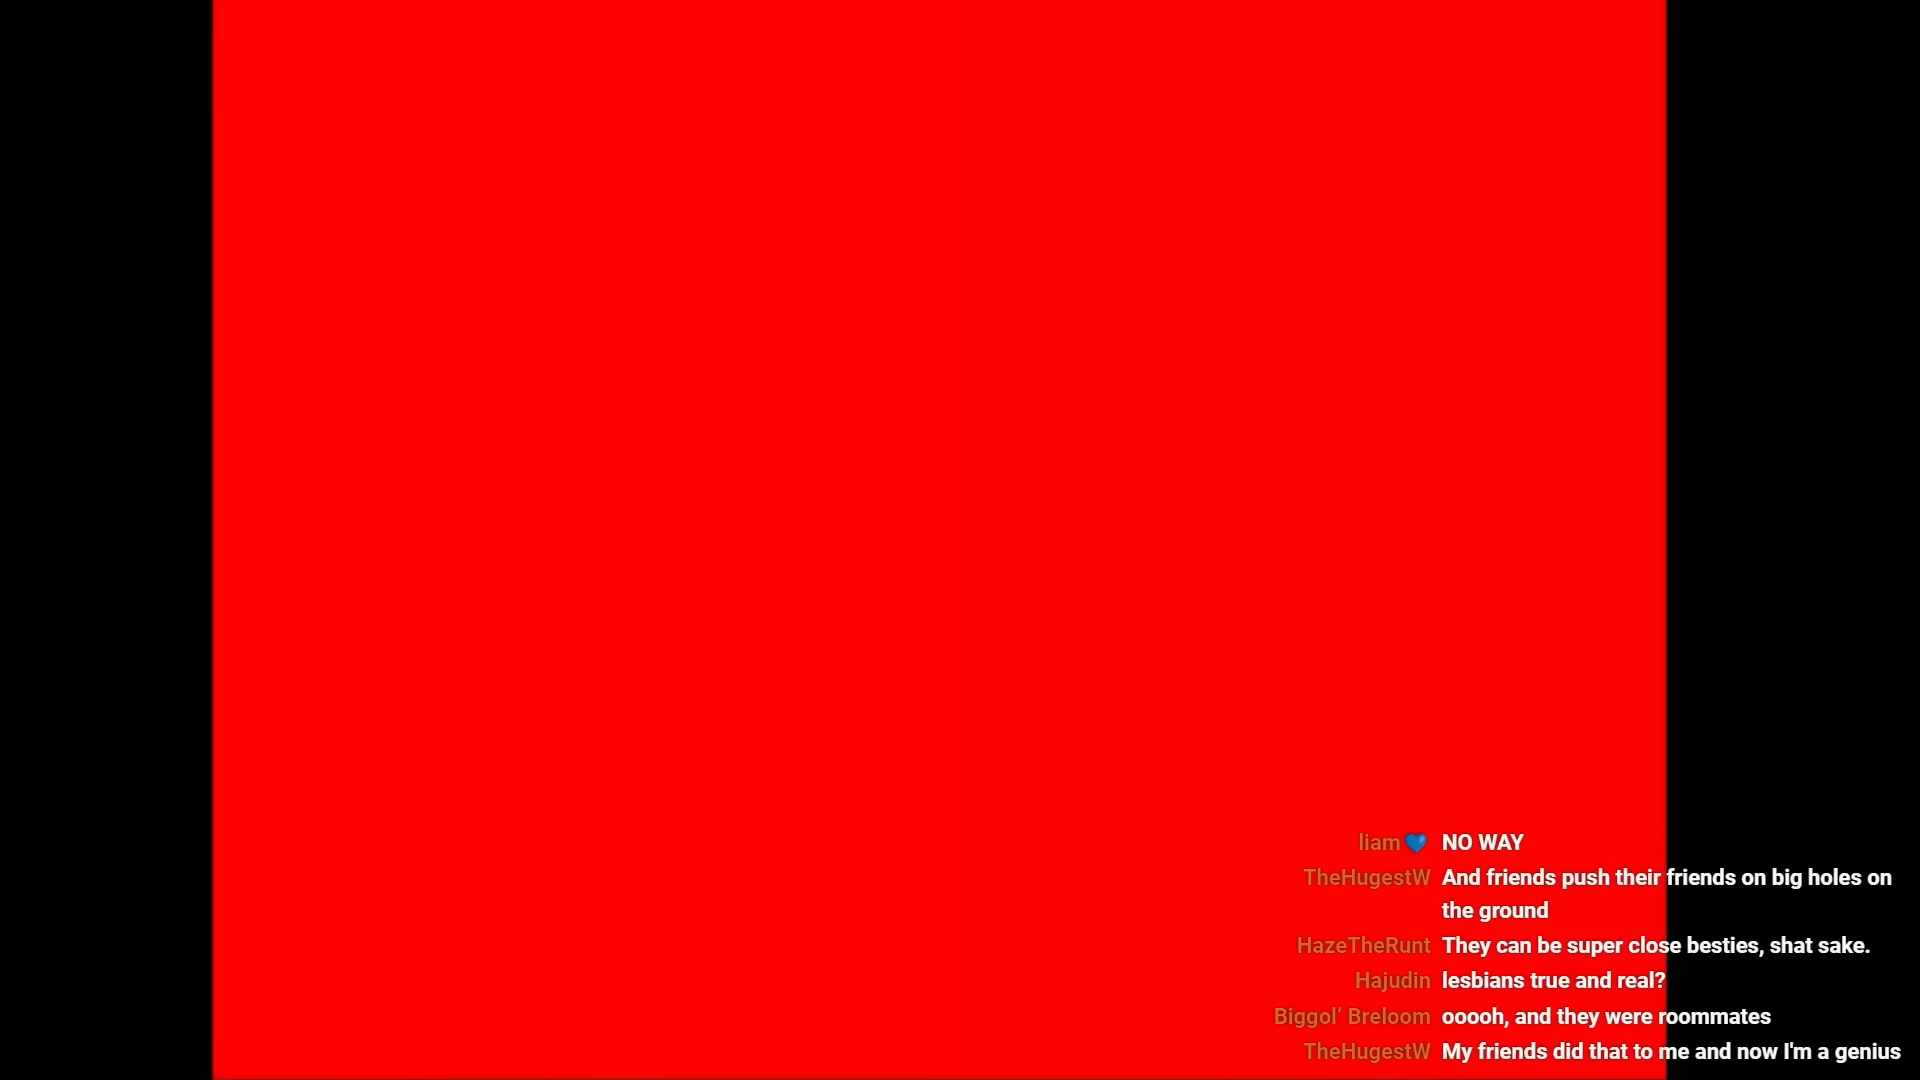 liam💙 NO WAY
TheHugestW And friends push their friends on big holes on
the ground
HazeTheRunt They can be super close besties, shat sake.
Hajudin lesbians true and real?
Biggol’ Breloom ooooh, and they were roommates
TheHugestW My friends did that to me and now I'm a genius